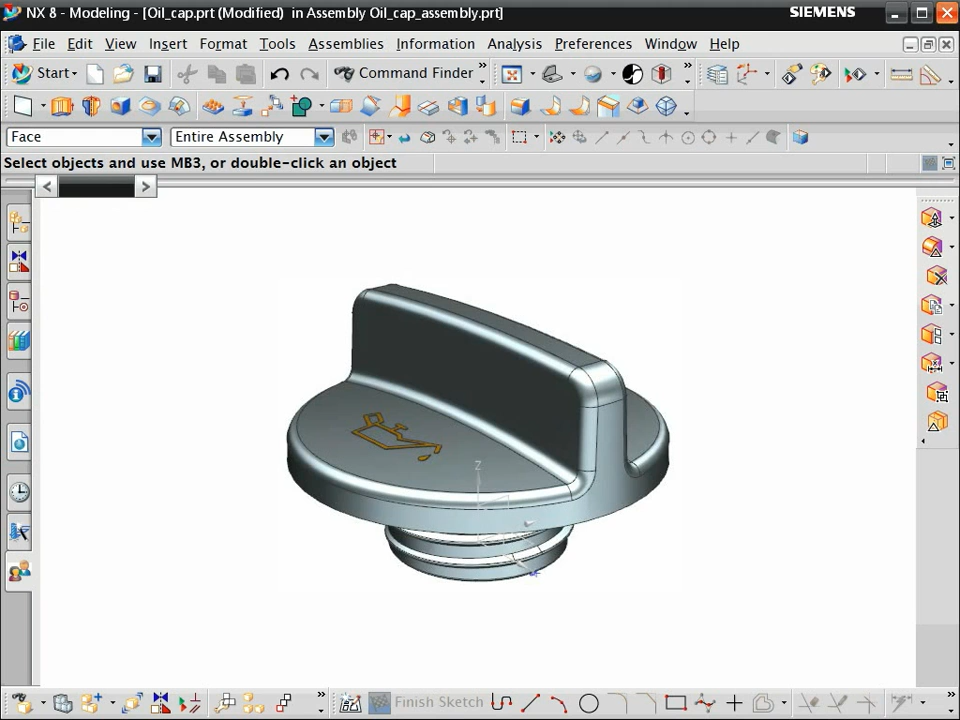 NX 8 - Modeling - [Oil_cap.prt (Modified) in Assembly Oil_cap_assembly.prt]
SIEMENS
File Edit View Insert Format Tools Assemblies Information Analysis Preferences Window Help
Start Command Finder
Face Entire Assembly
Select objects and use MB3, or double-click an object
Z
Finish Sketch